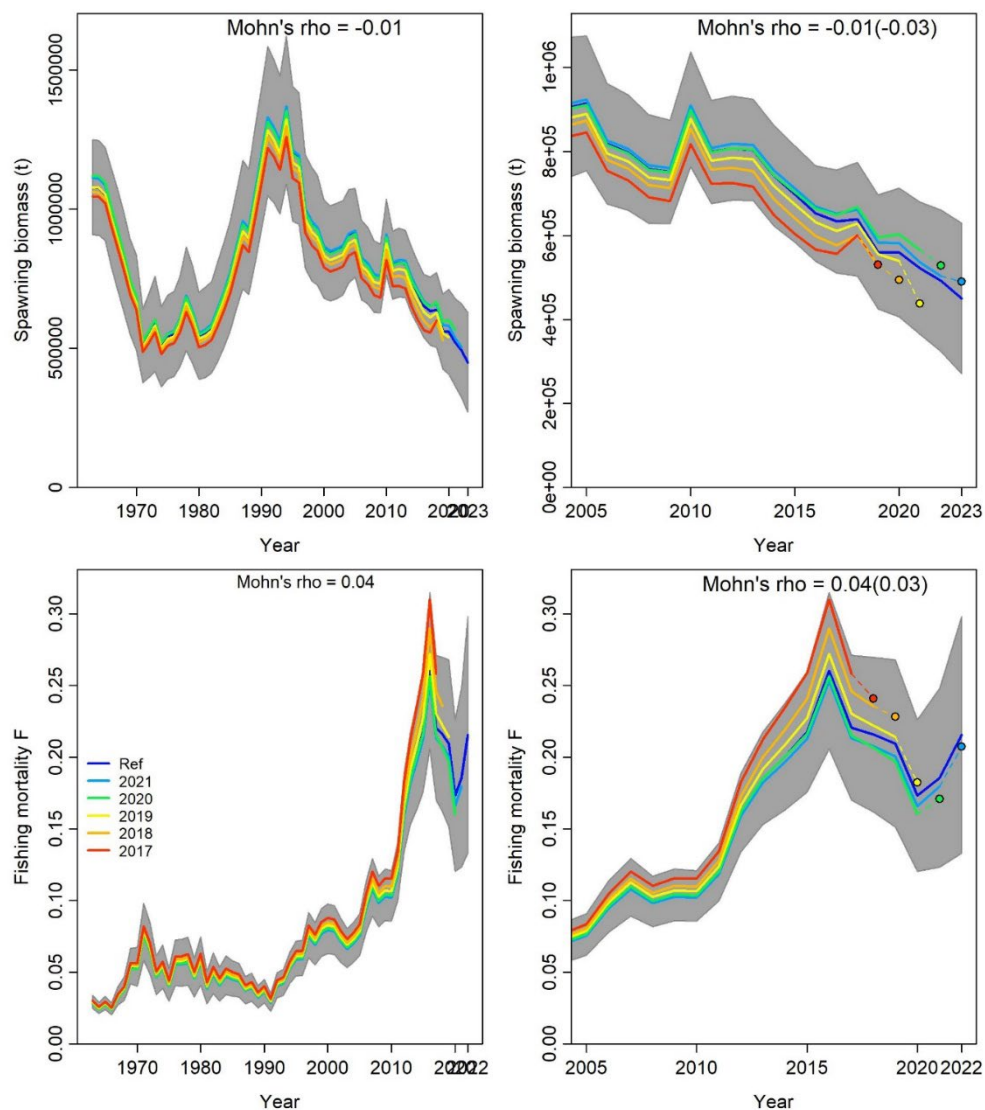 Mohn's rho = -0.01
Spawning biomass (t)
1500000
1000000
500000
0
1970 1980 1990 2000 2010 2020 2023
Year
Mohn's rho = -0.01(-0.03)
Spawning biomass (t)
1e+06
8e+05
6e+05
4e+05
2e+05
0e+00
2005 2010 2015 2020 2023
Year
Mohn's rho = 0.04
Fishing mortality F
0.30
0.25
0.20
0.15
0.10
0.05
0.00
Ref
2021
2020
2019
2018
2017
1970 1980 1990 2000 2010 2020 2022
Year
Mohn's rho = 0.04(0.03)
Fishing mortality F
0.30
0.25
0.20
0.15
0.10
0.05
0.00
2005 2010 2015 2020 2022
Year